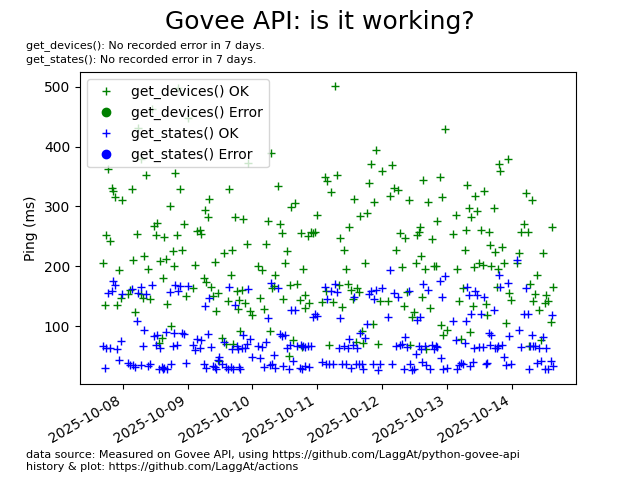 Govee API: is it working?
get_devices(): No recorded error in 7 days.
get_states(): No recorded error in 7 days.
500
400
300
200
100
Ping (ms)
get_devices() OK
get_devices() Error
get_states() OK
get_states() Error
2025-10-08
2025-10-09
2025-10-10
2025-10-11
2025-10-12
2025-10-13
2025-10-14
data source: Measured on Govee API, using https://github.com/LaggAt/python-govee-api
history & plot: https://github.com/LaggAt/actions